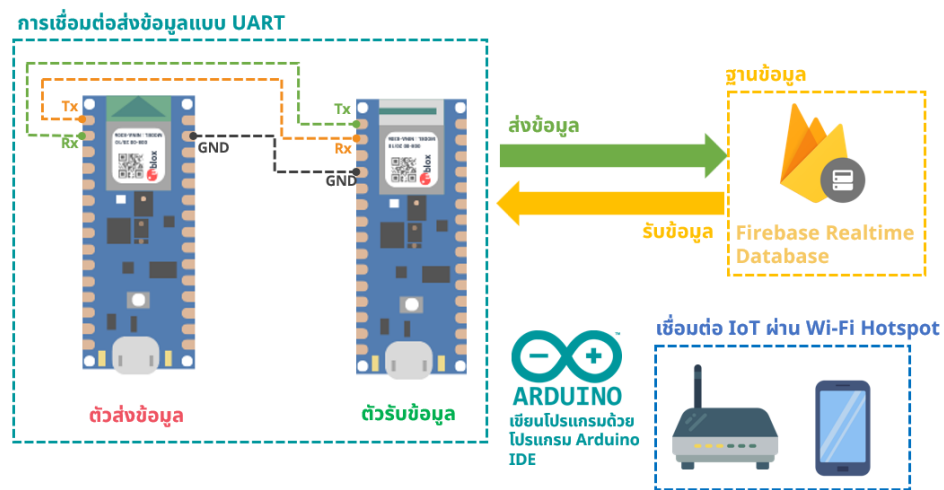 การเชื่อมต่อส่งข้อมูลแบบ UART
Tx
Rx
GND
Tx
Rx
GND
ublox
ublox
ตัวส่งข้อมูล
ตัวรับข้อมูล
ส่งข้อมูล
รับข้อมูล
ฐานข้อมูล
Firebase Realtime
Database
ARDUINO
เขียนโปรแกรมด้วย
โปรแกรม Arduino
IDE
เชื่อมต่อ IoT ผ่าน Wi-Fi Hotspot